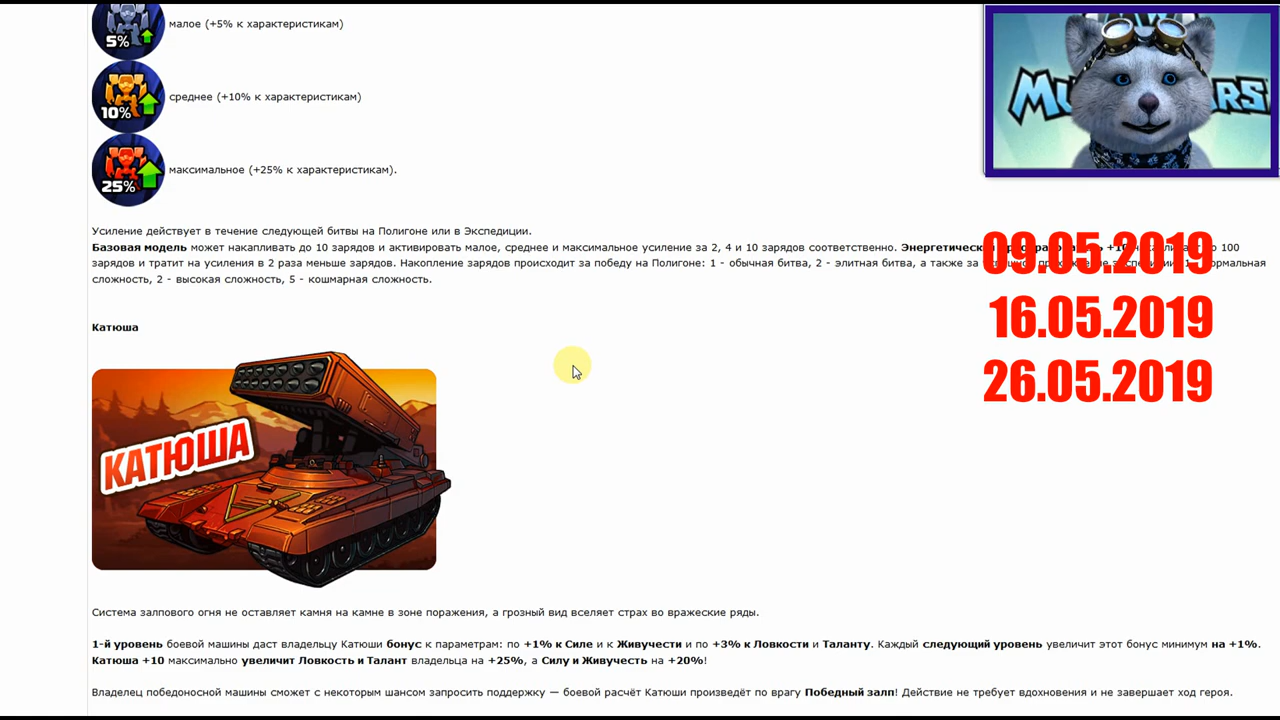 5%
малое (+5% к характеристикам)
10%
среднее (+10% к характеристикам)
25%
максимальное (+25% к характеристикам).
Усиление действует в течение следующей битвы на Полигоне или в Экспедиции.
Базовая модель может накапливать до 10 зарядов и активировать малое, среднее и максимальное усиление за 2, 4 и 10 зарядов соответственно. 100
зарядов и тратит на усиления в 2 раза меньше зарядов. Накопление зарядов происходит за победу на Полигоне: 1 - обычная битва, 2 - элитная битва, а также за
сложность, 2 - высокая сложность, 5 - кошмарная сложность.
09.05.2019
16.05.2019
26.05.2019
Катюша
КАТЮША
Система залпового огня не оставляет камня на камне в зоне поражения, а грозный вид вселяет страх во вражеские ряды.
1-й уровень боевой машины даст владельцу Катюши бонус к параметрам: по +1% к Силе и к Живучести и по +3% к Ловкости и Таланту. Каждый следующий уровень увеличит этот бонус минимум на +1%.
Катюша +10 максимально увеличит Ловкость и Талант владельца на +25%, а Силу и Живучесть на +20%!
Владелец победоносной машины сможет с некоторым шансом запросить поддержку — боевой расчёт Катюши произведёт по врагу Победный залп! Действие не требует вдохновения и не завершает ход героя.